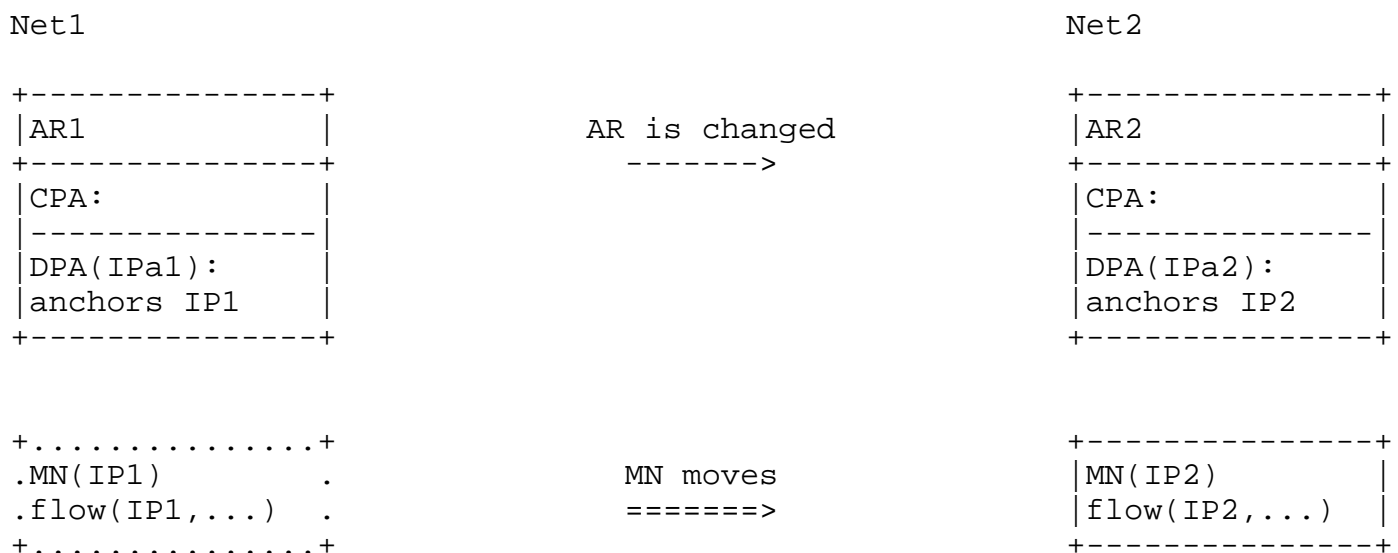 Net1                                                  Net2

+---------------+                                     +---------------+
|AR1            |            AR is changed            |AR2            |
+---------------+              ------->               +---------------+
|CPA:           |                                     |CPA:           |
|---------------|                                     |---------------|
|DPA(IPa1):     |                                     |DPA(IPa2):     |
|anchors IP1    |                                     |anchors IP2    |
+---------------+                                     +---------------+

+...............+                                     +---------------+
.MN(IP1)        .              MN moves               |MN(IP2)        |
.flow(IP1,...)  .              =======>               |flow(IP2,...)  |
+...............+                                     +---------------+